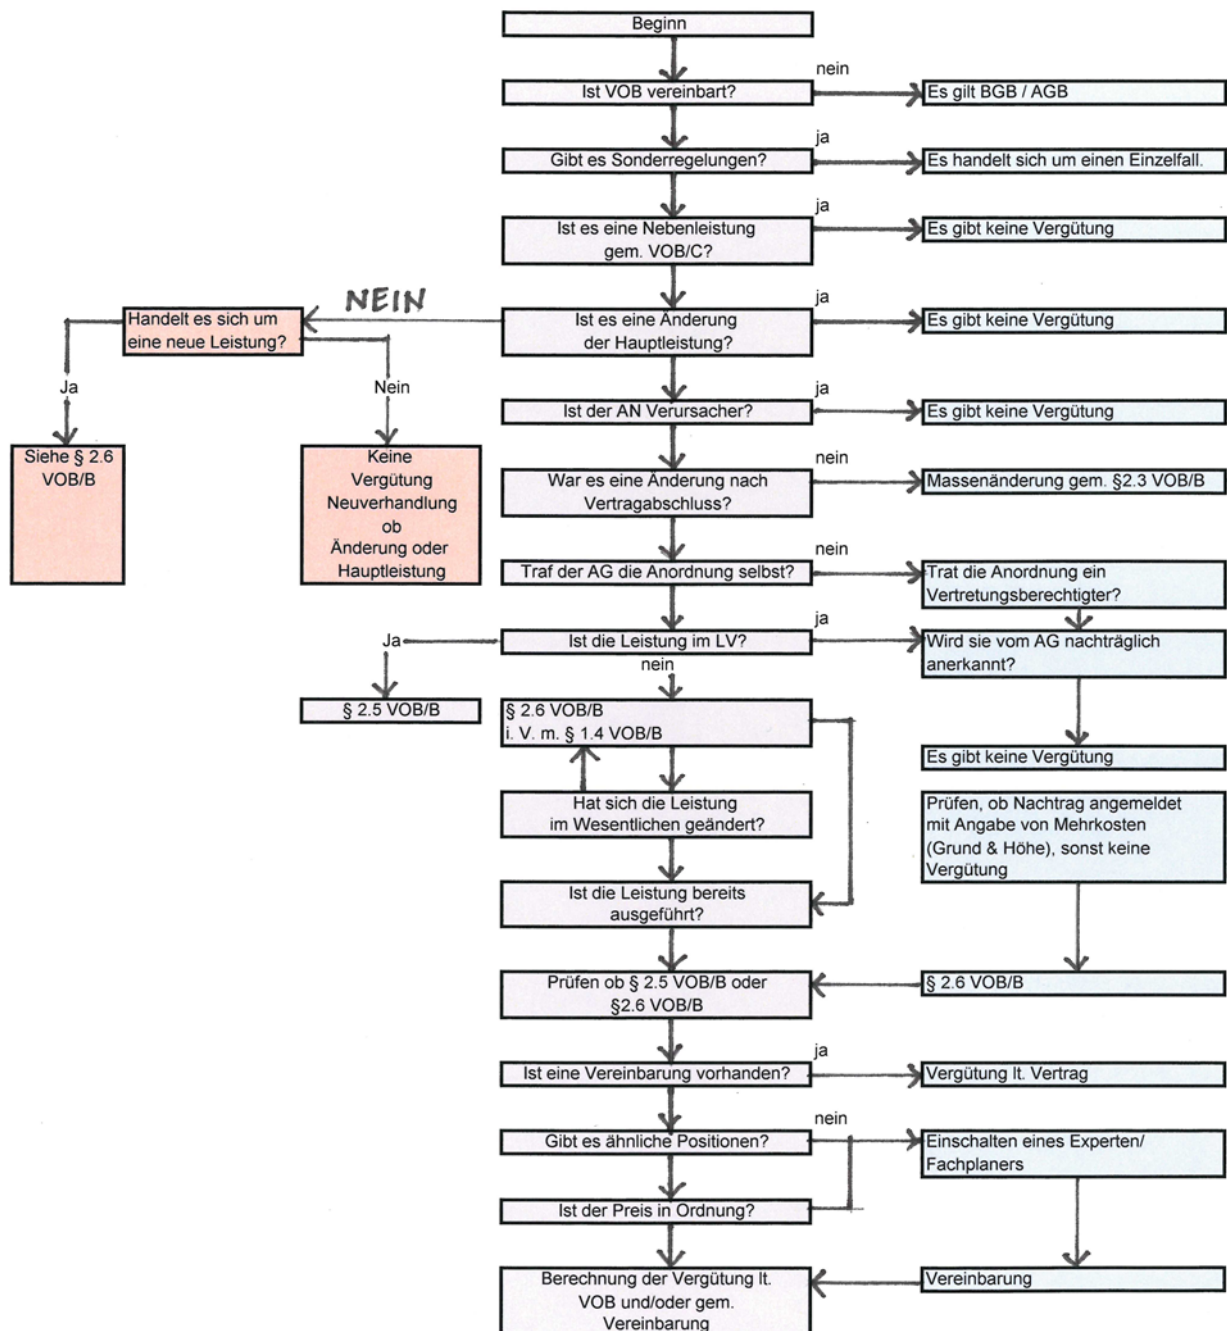 Beginn
nein
Ist VOB vereinbart?
Es gilt BGB / AGB
ja
Gibt es Sonderregelungen?
Es handelt sich um einen Einzelfall.
ja
Ist es eine Nebenleistung
gem. VOB/C?
Es gibt keine Vergütung
NEIN
ja
Handelt es sich um
eine neue Leistung?
Ist es eine Änderung
der Hauptleistung?
Es gibt keine Vergütung
Ja
Nein
ja
Ist der AN Verursacher?
Es gibt keine Vergütung
Siehe § 2.6
VOB/B
Keine
Vergütung
Neuverhandlung
ob
Änderung oder
Hauptleistung
nein
War es eine Änderung nach
Vertragabschluss?
Massenänderung gem. §2.3 VOB/B
nein
Traf der AG die Anordnung selbst?
Trat die Anordnung ein
Vertretungsberechtigter?
Ja
ja
Ist die Leistung im LV?
Wird sie vom AG nachträglich
anerkannt?
nein
§ 2.5 VOB/B
§ 2.6 VOB/B
i. V. m. § 1.4 VOB/B
Es gibt keine Vergütung
Hat sich die Leistung
im Wesentlichen geändert?
Prüfen, ob Nachtrag angemeldet
mit Angabe von Mehrkosten
(Grund & Höhe), sonst keine
Vergütung
Ist die Leistung bereits
ausgeführt?
Prüfen ob § 2.5 VOB/B oder
§2.6 VOB/B
§ 2.6 VOB/B
ja
Ist eine Vereinbarung vorhanden?
Vergütung lt. Vertrag
nein
Gibt es ähnliche Positionen?
Einschalten eines Experten/
Fachplaners
Ist der Preis in Ordnung?
Berechnung der Vergütung lt.
VOB und/oder gem.
Vereinbarung
Vereinbarung